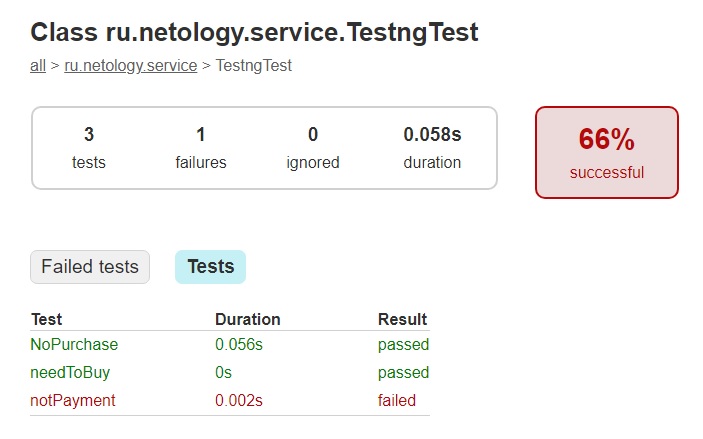 Class ru.netology.service.TestngTest
all > ru.netology.service > TestngTest
3 1 0 0.058s
tests failures ignored duration
66%
successful
Failed tests Tests
Test Duration Result
NoPurchase 0.056s passed
needToBuy 0s passed
notPayment 0.002s failed